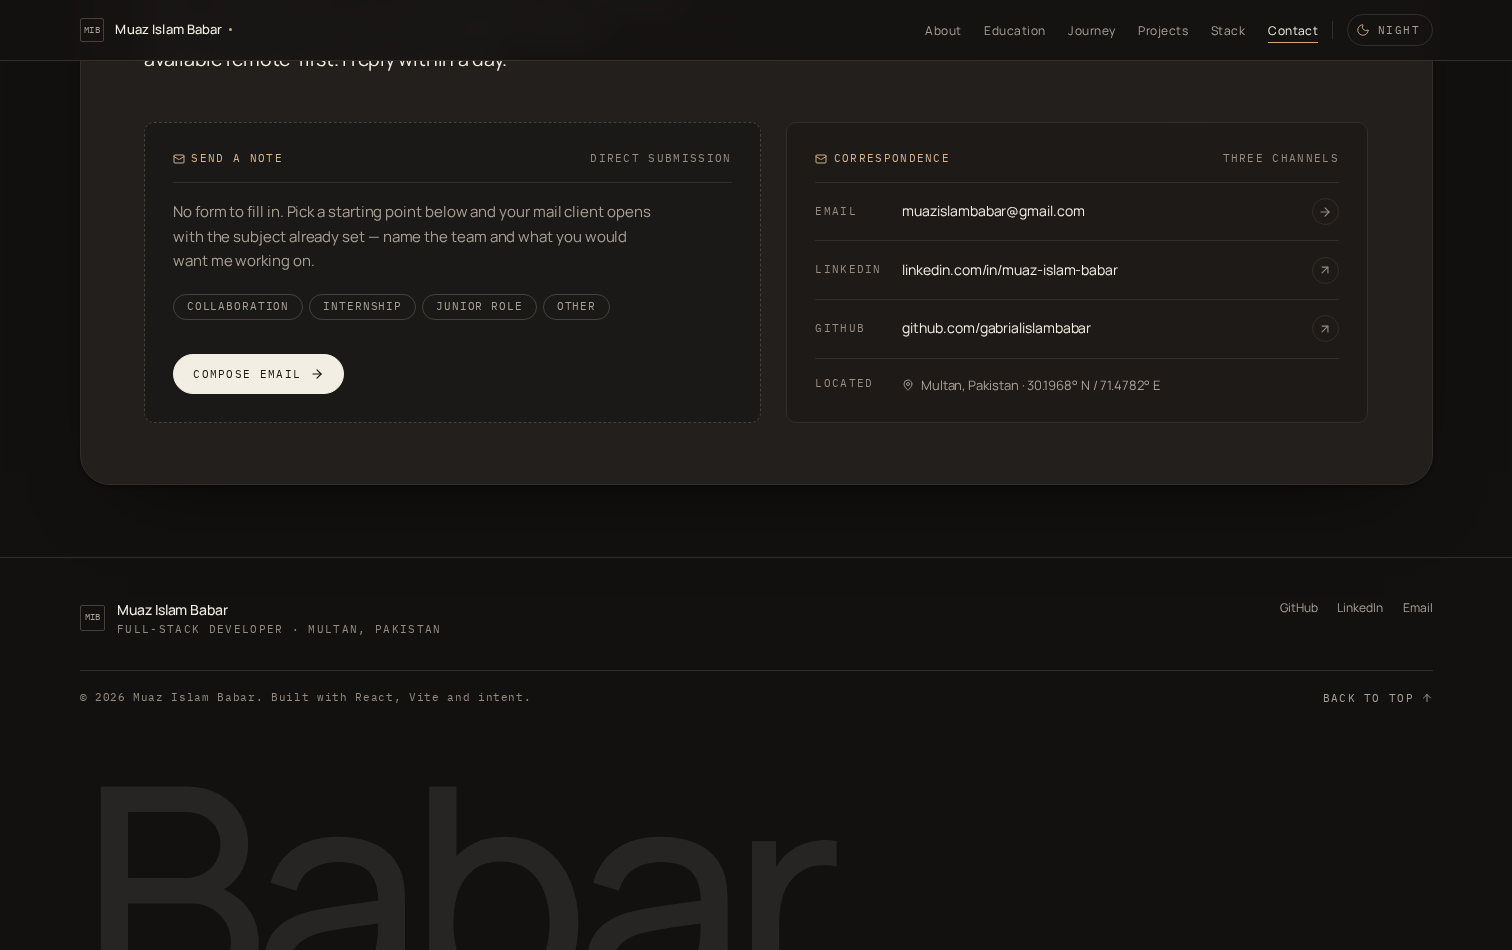 MIB Muaz Islam Babar
About Education Journey Projects Stack Contact NIGHT
available remote-first. I reply within a day.
SEND A NOTE DIRECT SUBMISSION
No form to fill in. Pick a starting point below and your mail client opens
with the subject already set — name the team and what you would
want me working on.
COLLABORATION INTERNSHIP JUNIOR ROLE OTHER
COMPOSE EMAIL →
CORRESPONDENCE THREE CHANNELS
EMAIL muazislambabar@gmail.com →
LINKEDIN linkedin.com/in/muaz-islam-babar ↗
GITHUB github.com/gabrialislambabar ↗
LOCATED Multan, Pakistan · 30.1968° N / 71.4782° E
MIB Muaz Islam Babar
FULL-STACK DEVELOPER · MULTAN, PAKISTAN
GitHub LinkedIn Email
© 2026 Muaz Islam Babar. Built with React, Vite and intent.
BACK TO TOP ↑
Babar